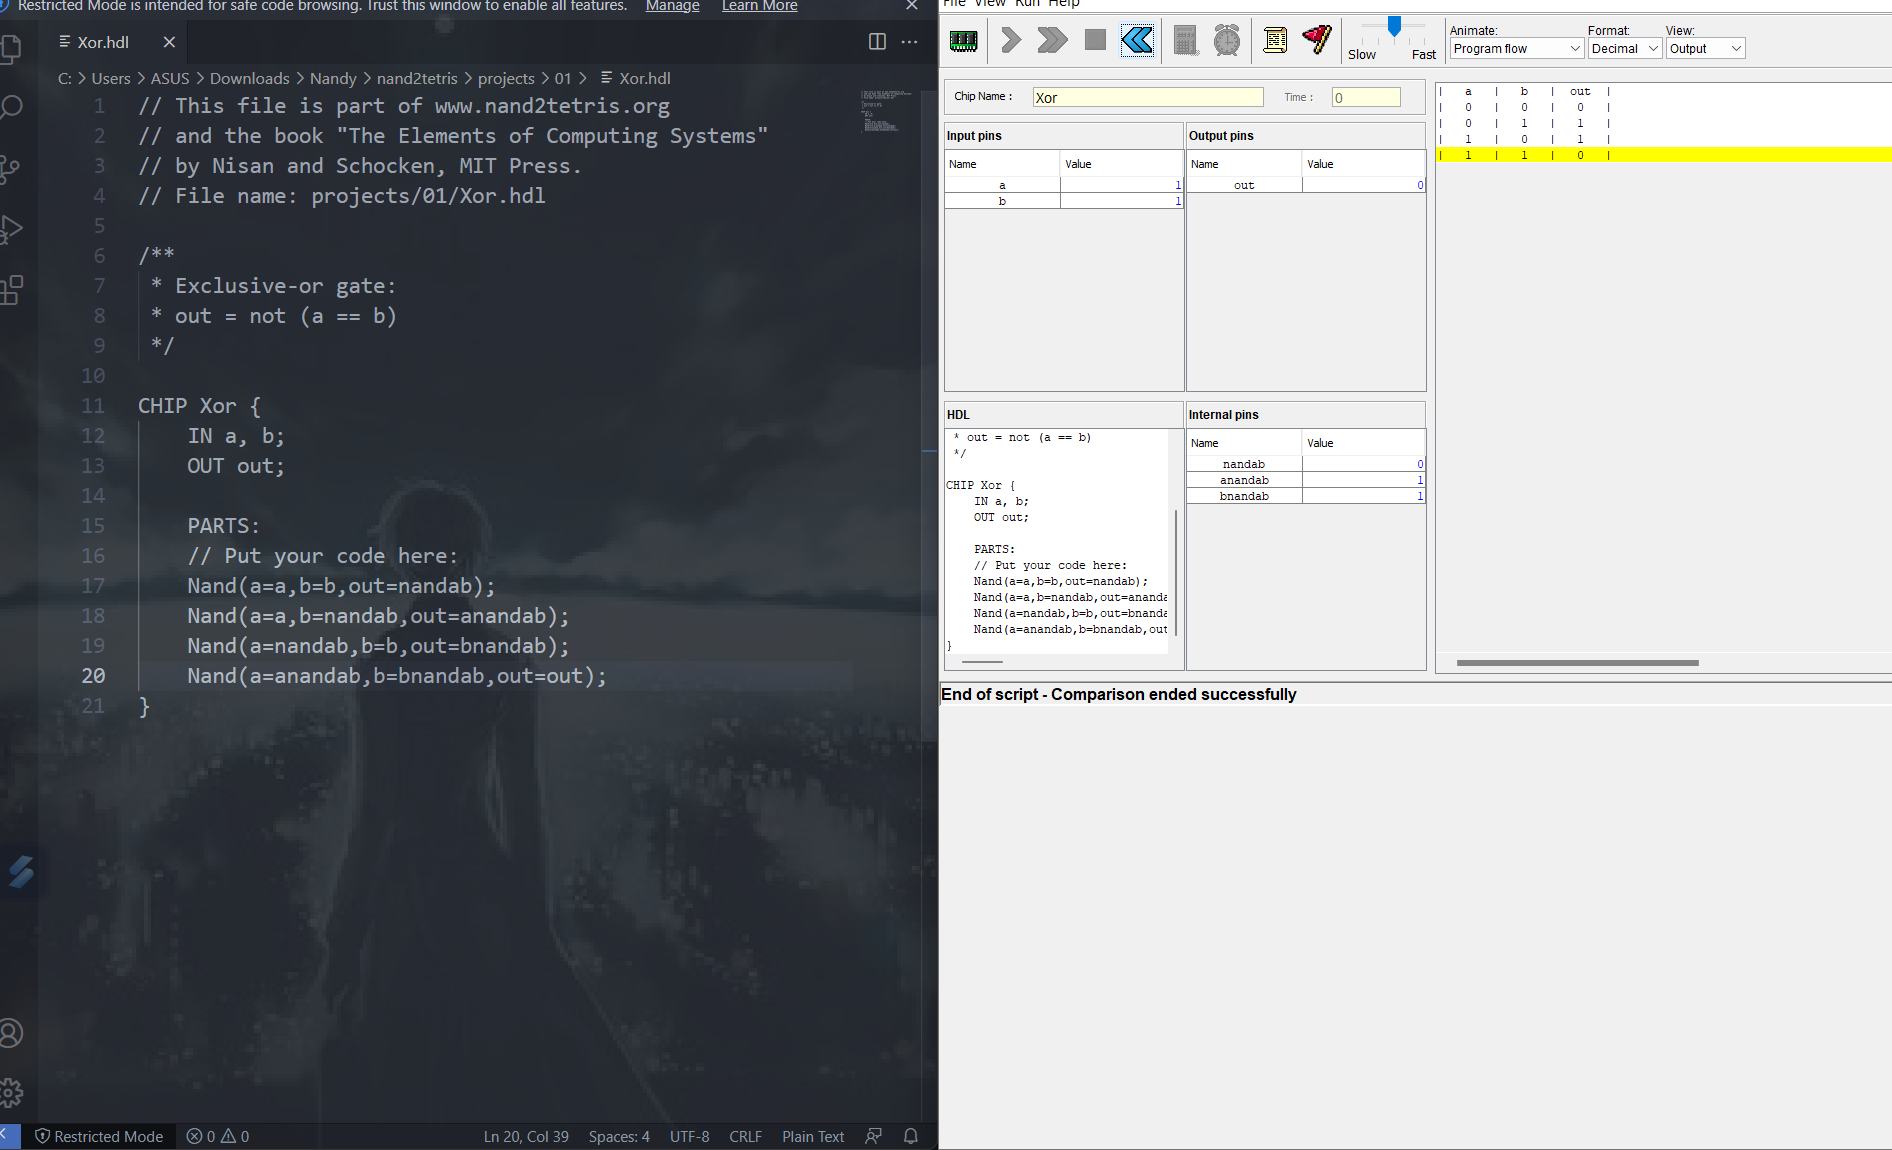 Restricted Mode is intended for safe code browsing. Trust this window to enable all features. Manage Learn More
Xor.hdl
C: > Users > ASUS > Downloads > Nandy > nand2tetris > projects > 01 > Xor.hdl
1 // This file is part of www.nand2tetris.org
2 // and the book "The Elements of Computing Systems"
3 // by Nisan and Schocken, MIT Press.
4 // File name: projects/01/Xor.hdl
5
6 /**
7 * Exclusive-or gate:
8 * out = not (a == b)
9 */
10
11 CHIP Xor {
12 IN a, b;
13 OUT out;
14
15 PARTS:
16 // Put your code here:
17 Nand(a=a,b=b,out=nandab);
18 Nand(a=a,b=nandab,out=anandab);
19 Nand(a=nandab,b=b,out=bnandab);
20 Nand(a=anandab,b=bnandab,out=out);
21 }
Restricted Mode 0 0 Ln 20, Col 39 Spaces: 4 UTF-8 CRLF Plain Text
File View Run Help
Slow Fast
Animate: Format: View:
Program flow Decimal Output
Chip Name : Xor Time : 0
Input pins
Name Value
a 1
b 1
Output pins
Name Value
out 0
HDL
* out = not (a == b)
*/
CHIP Xor {
IN a, b;
OUT out;
PARTS:
// Put your code here:
Nand(a=a,b=b,out=nandab);
Nand(a=a,b=nandab,out=ananda
Nand(a=nandab,b=b,out=bnanda
Nand(a=anandab,b=bnandab,out
}
Internal pins
Name Value
nandab 0
anandab 1
bnandab 1
| a | b | out |
| 0 | 0 | 0 |
| 0 | 1 | 1 |
| 1 | 0 | 1 |
| 1 | 1 | 0 |
End of script - Comparison ended successfully